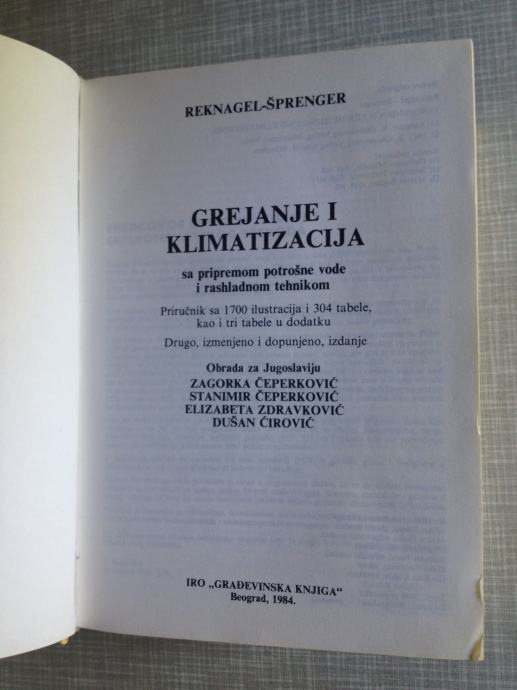 REKNAGEL-ŠPRENGER
GREJANJE I
KLIMATIZACIJA
sa pripremom potrošne vode
i rashladnom tehnikom
Priručnik sa 1700 ilustracija i 304 tabele,
kao i tri tabele u dodatku
Drugo, izmenjeno i dopunjeno, izdanje
Obrada za Jugoslaviju
ZAGORKA ČEPERKOVIĆ
STANIMIR ČEPERKOVIĆ
ELIZABETA ZDRAVKOVIĆ
DUŠAN ĆIROVIĆ
IRO „GRAĐEVINSKA KNJIGA“
Beograd, 1984.